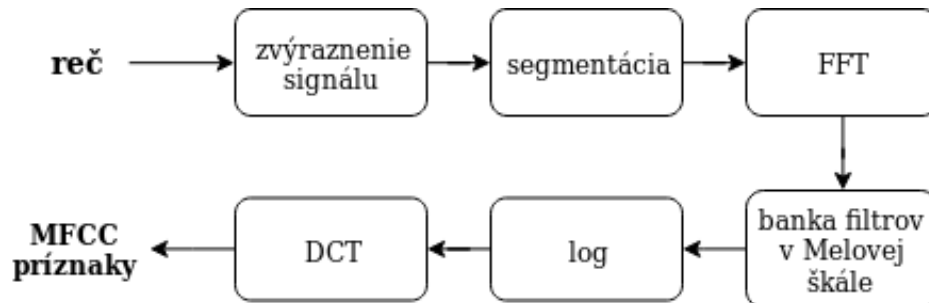 reč
zvýraznenie
signálu
segmentácia
FFT
banka filtrov
v Melovej
škále
log
DCT
MFCC
príznaky